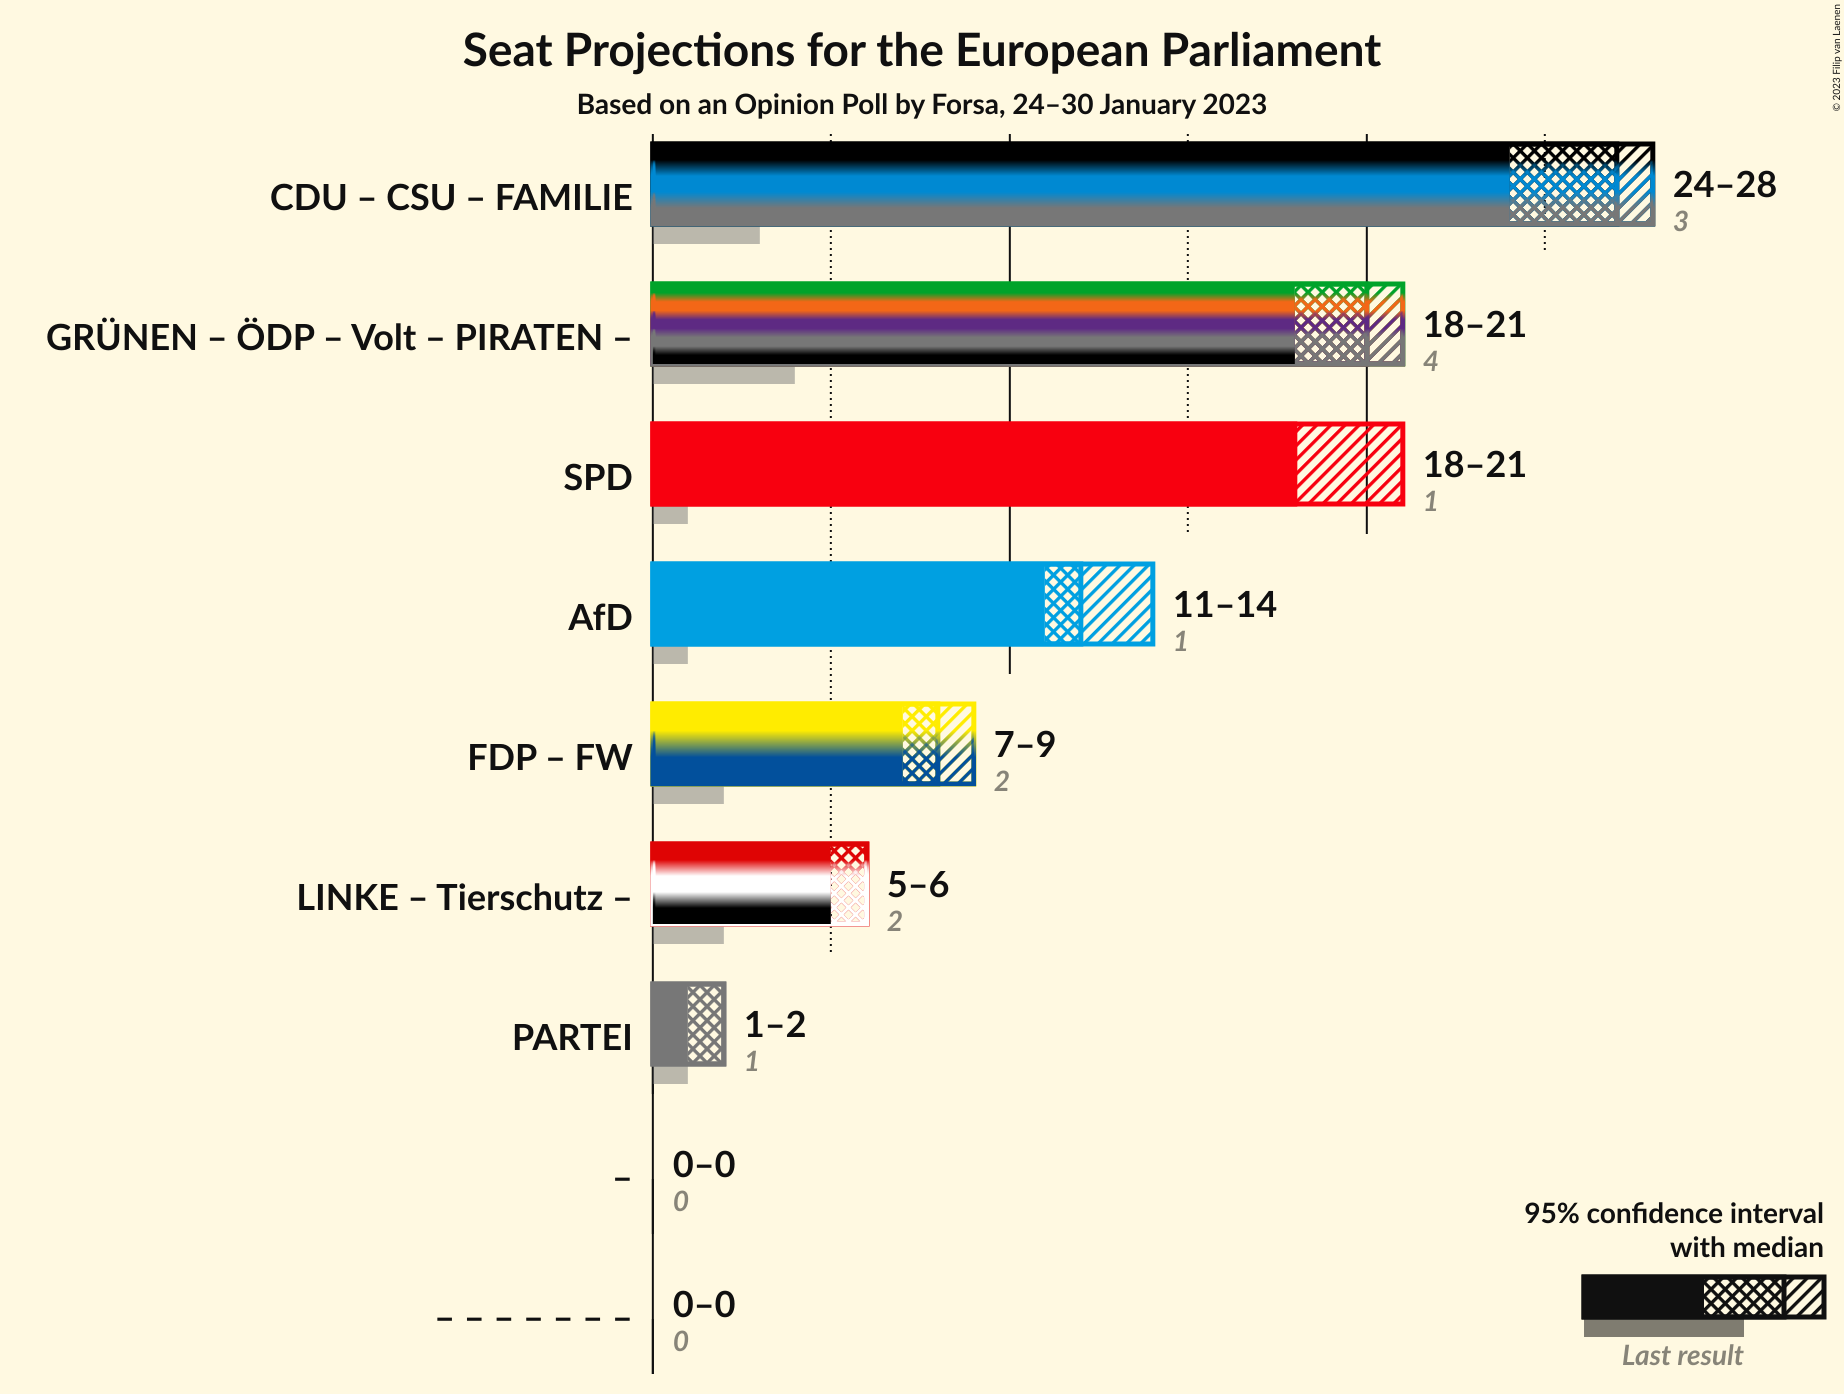 Seat Projections for the European Parliament
Based on an Opinion Poll by Forsa, 24–30 January 2023
© 2023 Filip van Laenen
CDU – CSU – FAMILIE
24–28
3
GRÜNEN – ÖDP – Volt – PIRATEN –
18–21
4
SPD
18–21
1
AfD
11–14
1
FDP – FW
7–9
2
LINKE – Tierschutz –
5–6
2
PARTEI
1–2
1
–
0–0
0
– – – – – – –
0–0
0
95% confidence interval
with median
Last result